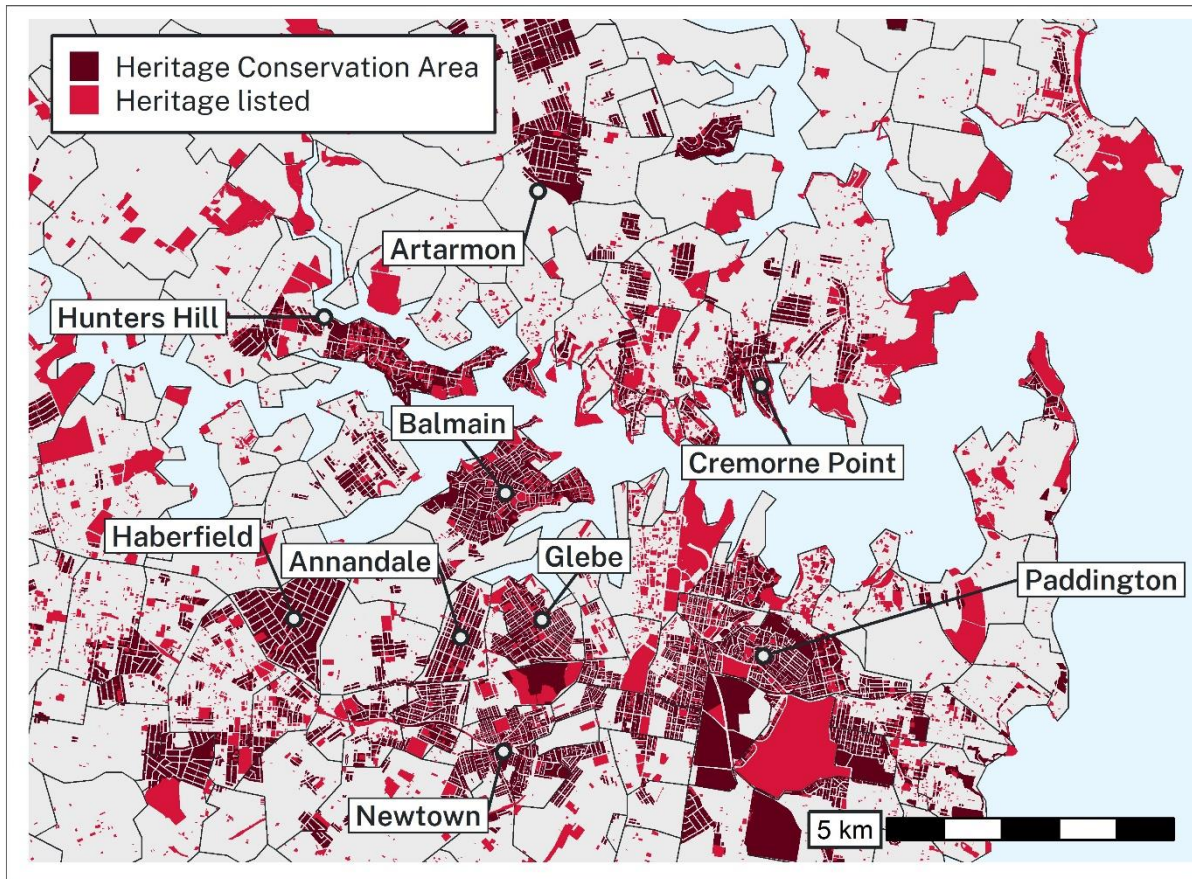 Heritage Conservation Area
Heritage listed
Artarmon
Hunters Hill
Balmain
Cremorne Point
Haberfield
Annandale
Glebe
Paddington
Newtown
5 km